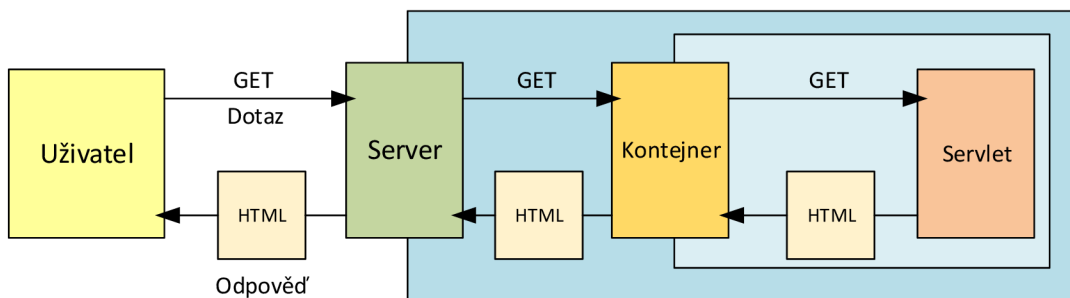 GET
GET
GET
Dotaz
Uživatel
Server
Kontejner
Servlet
HTML
HTML
HTML
Odpověď